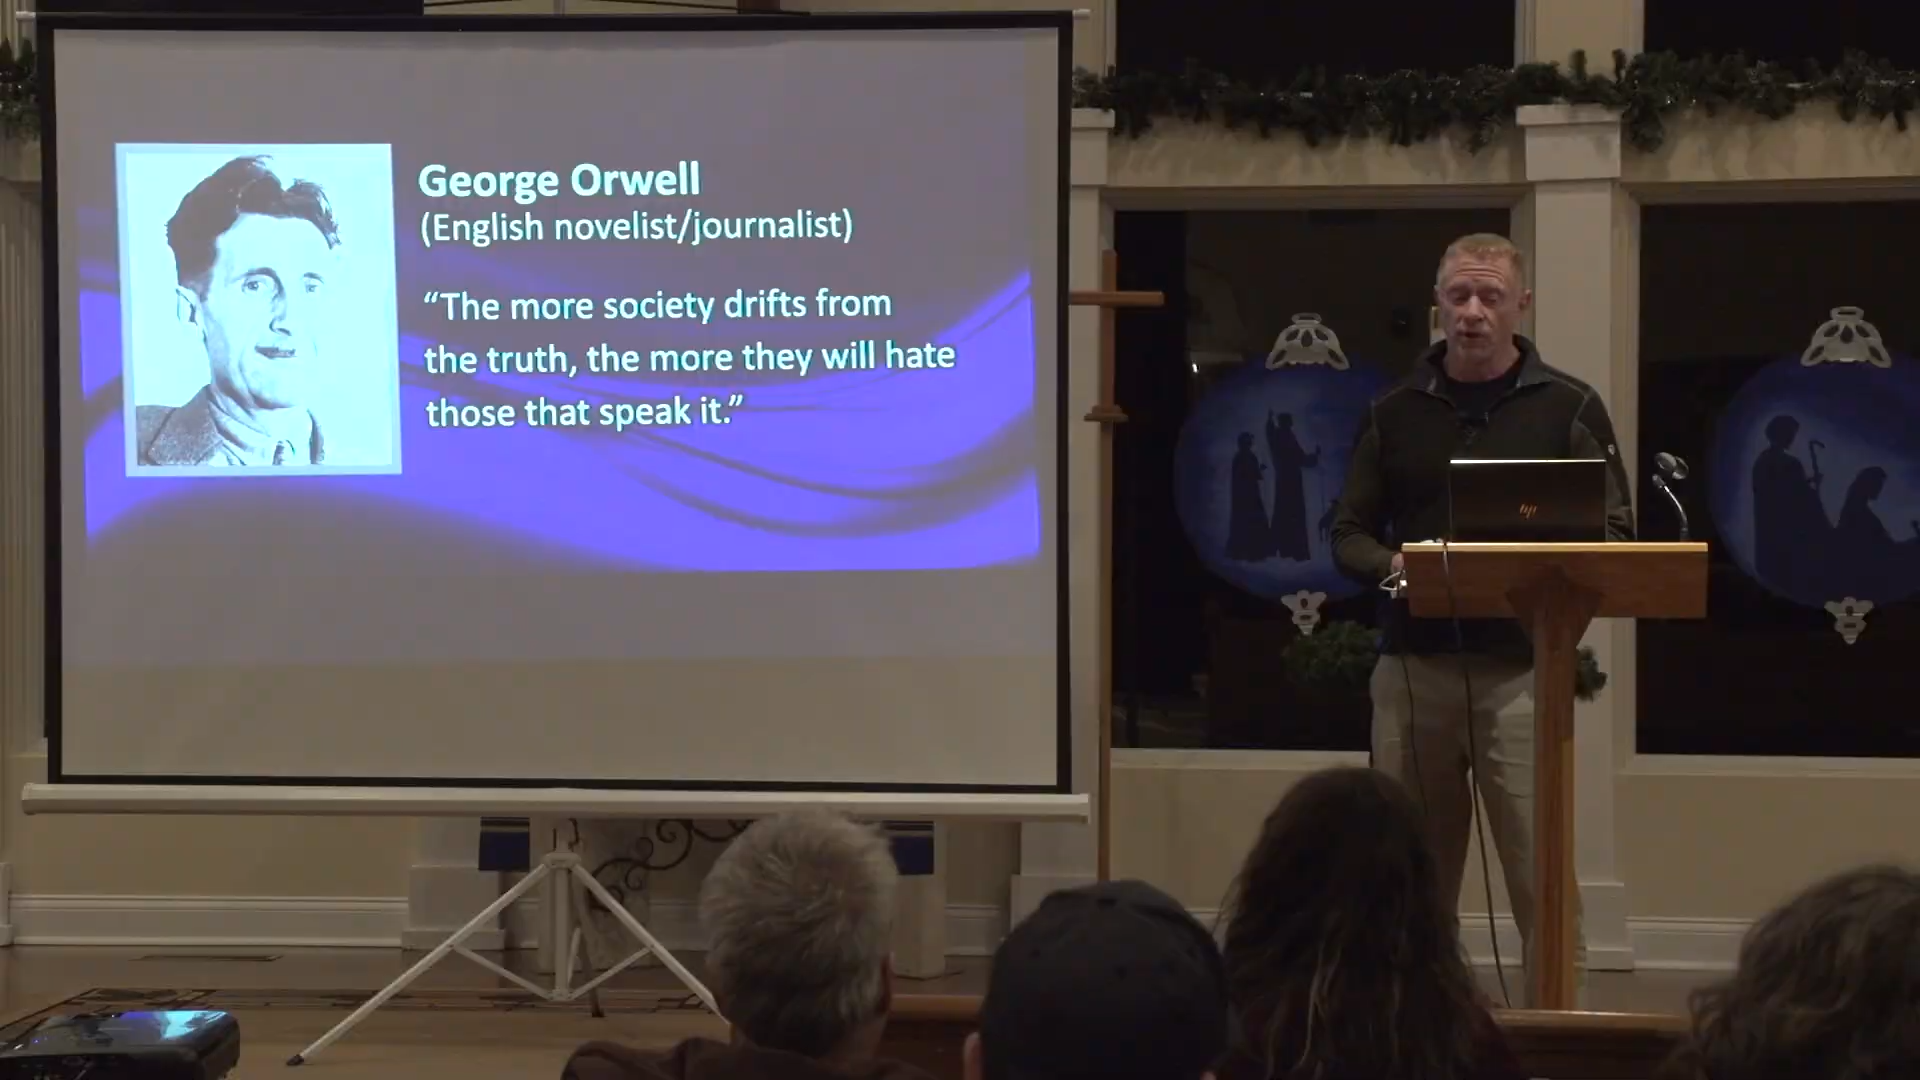 George Orwell
(English novelist/journalist)
“The more society drifts from
the truth, the more they will hate
those that speak it.”
hp